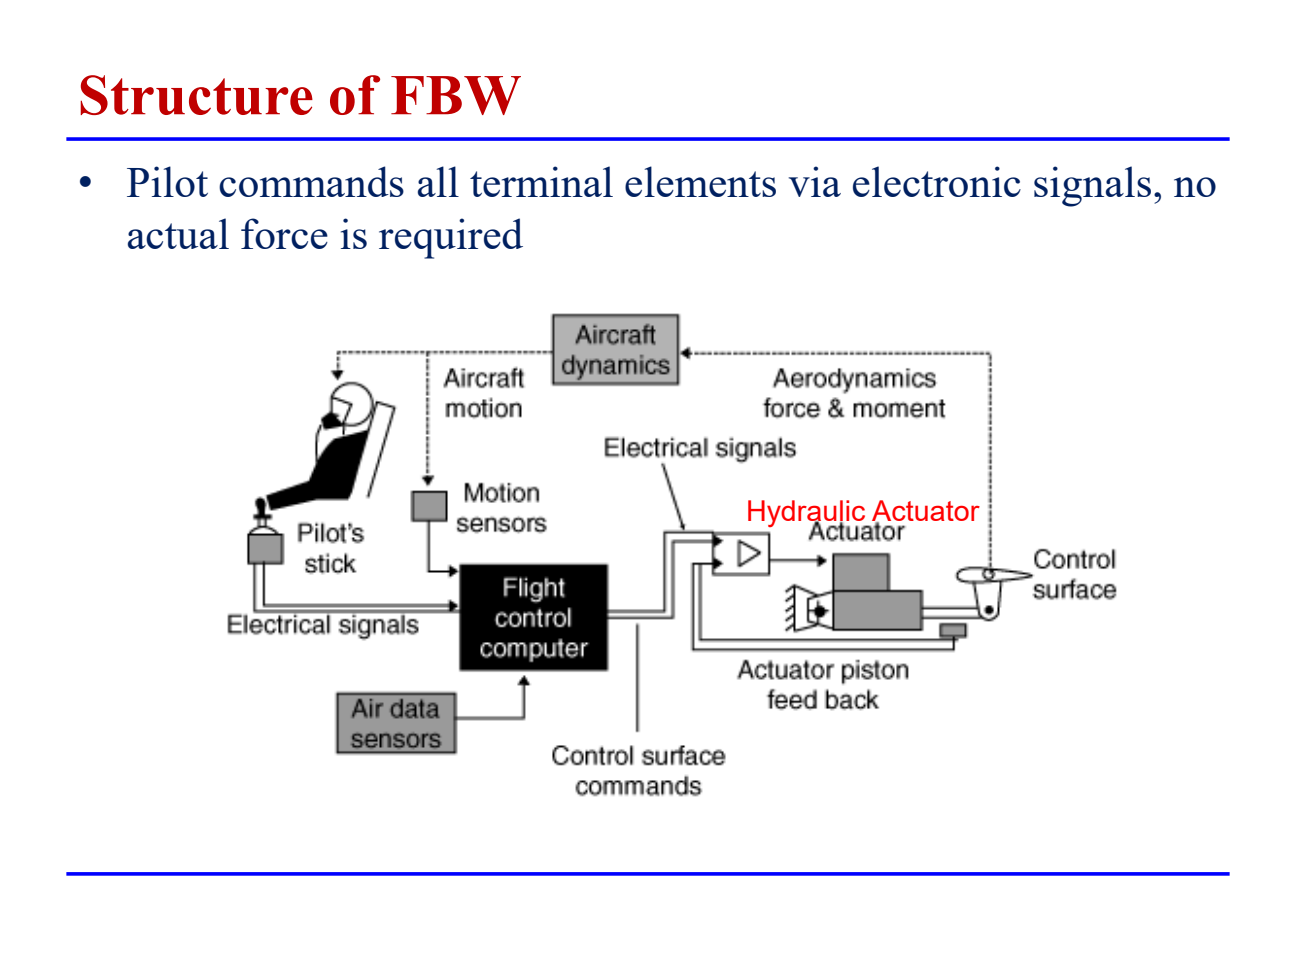 Structure of FBW
• Pilot commands all terminal elements via electronic signals, no
actual force is required
Aircraft
dynamics
Aircraft
motion
Aerodynamics
force & moment
Electrical signals
Motion
sensors
Hydraulic Actuator
Actuator
Pilot's
stick
Control
surface
Flight
control
computer
Electrical signals
Actuator piston
feed back
Air data
sensors
Control surface
commands